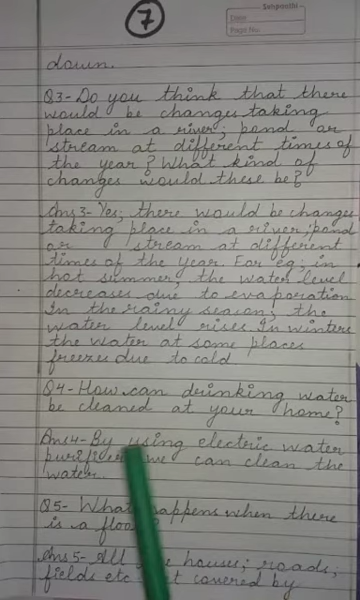 7
Sangamhi
Date
Page No.
down.
Q3- Do you think that there
would be changes taking
place in a river; pond or
stream at different times of
the year? What kind of
changes would these be?
Ans3- Yes, there would be changes
taking place in a river; pond
or stream at different
times of the year. For eg; in
hot summer, the water level
decreases due to evaporation
In the rainy season; the
water level rises In winters
the water at some places
freezes due to cold
Q4- How can drinking water
be cleaned at your home?
Ans4- By using electric water
we can clean the
water.
Q5- What happens when there
is a
Ans5- All houses; roads;
fields etc covered by